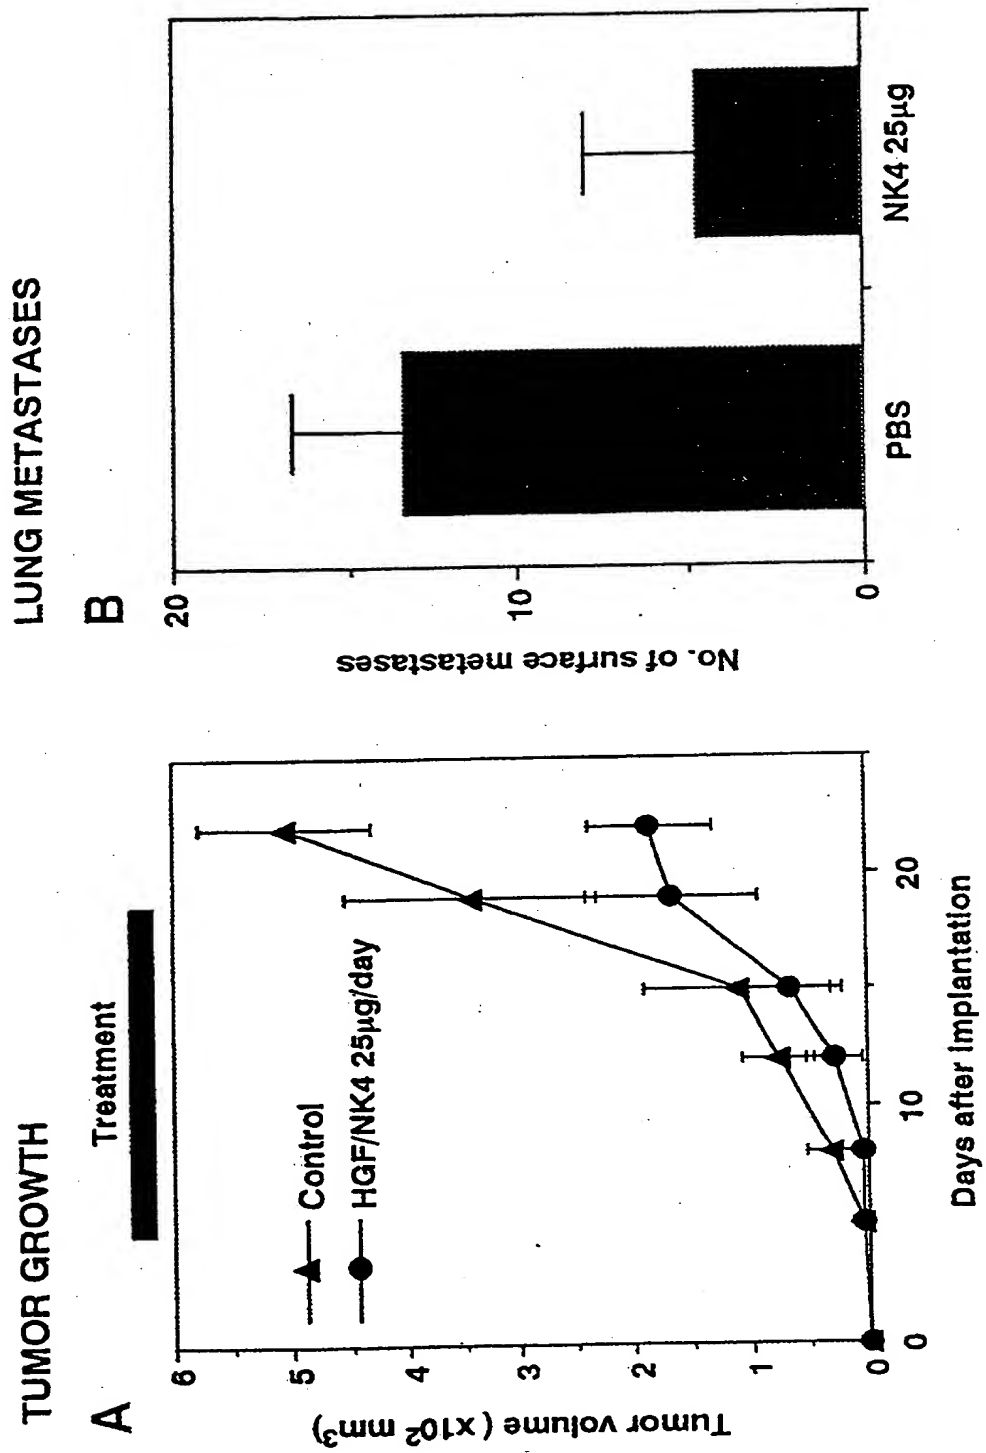 TUMOR GROWTH
A
Treatment
Tumor volume (x10² mm³)
6
5
4
3
2
1
0
Control
HGF/NK4 25µg/day
0
10
20
Days after Implantation
LUNG METASTASES
B
No. of surface metastases
20
10
0
PBS
NK4 25µg